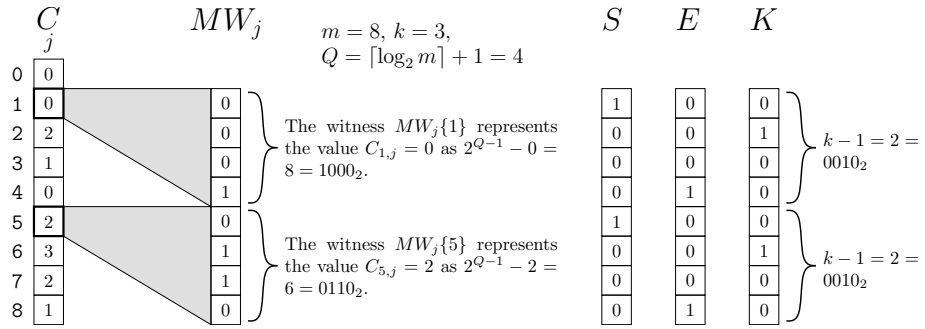 C MW_j S E K
j
m = 8, k = 3,
Q = ⌈log₂ m⌉ + 1 = 4
0 0
1 0 0 1 0 0
2 2 0 0 0 1
3 1 0 0 0 0
4 0 1 0 1 0
5 2 0 1 0 0
6 3 1 0 0 1
7 2 1 0 0 0
8 1 0 0 1 0
The witness MW_j{1} represents
the value C_{1,j} = 0 as 2^{Q−1} − 0 =
8 = 1000₂.
The witness MW_j{5} represents
the value C_{5,j} = 2 as 2^{Q−1} − 2 =
6 = 0110₂.
k − 1 = 2 =
0010₂
k − 1 = 2 =
0010₂